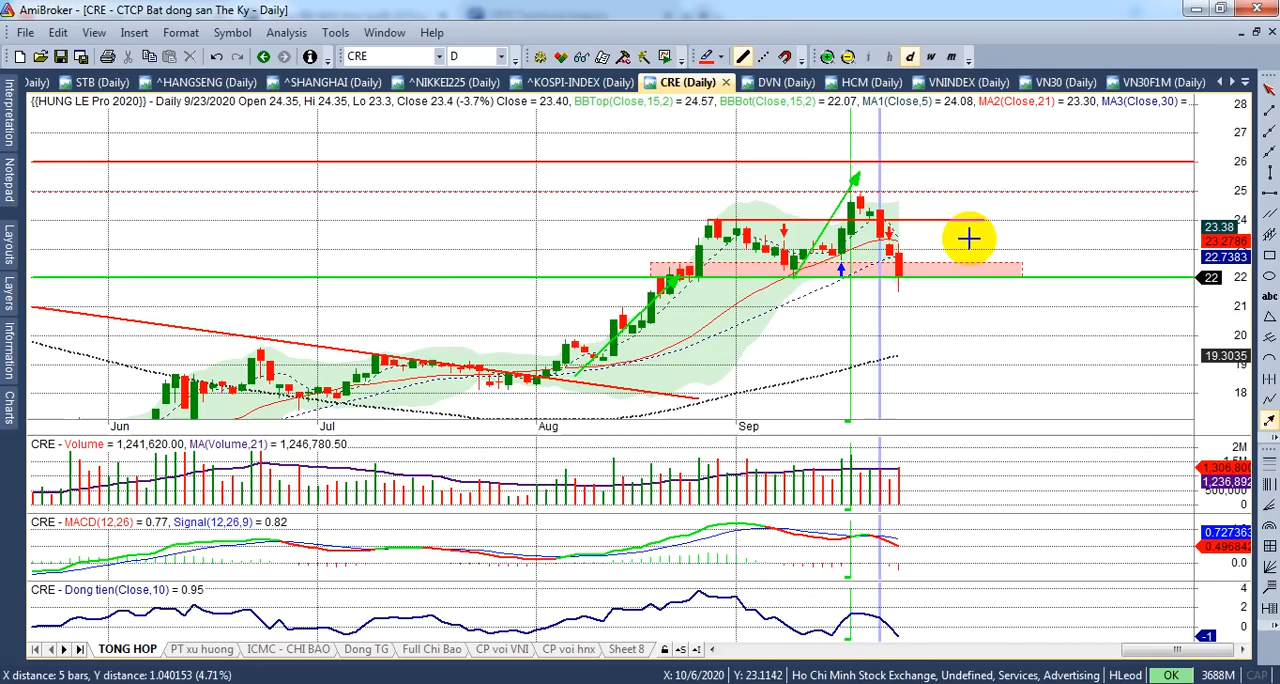 AmiBroker - [CRE - CTCP Bat dong san The Ky - Daily]
File Edit View Insert Format Symbol Analysis Tools Window Help
CRE D i h d w m
Daily) STB (Daily) ^HANGSENG (Daily) ^SHANGHAI (Daily) ^NIKKEI225 (Daily) ^KOSPI-INDEX (Daily) CRE (Daily) DVN (Daily) HCM (Daily) VNINDEX (Daily) VN30 (Daily) VN30F1M (Daily)
{{HUNG LE Pro 2020}} - Daily 9/23/2020 Open 24.35, Hi 24.35, Lo 23.3, Close 23.4 (-3.7%) Close = 23.40, BBTop(Close,15,2) = 24.57, BBBot(Close,15,2) = 22.07, MA1(Close,5) = 24.08, MA2(Close,21) = 23.30, MA3(Close,30) = ...
Interpretation
Notepad
Layouts
Layers
Information
Charts
28
27
26
25
24
23.38
23.2786
22.7383
22
21
20
19.3035
19
18
abc
Jun Jul Aug Sep
CRE - Volume = 1,241,620.00, MA(Volume,21) = 1,246,780.50
2M
1,306,800
1,236,892
500,000
0
CRE - MACD(12,26) = 0.77, Signal(12,26,9) = 0.82
0.727363
0.496842
0.0
CRE - Dong tien(Close,10) = 0.95
4
2
0
-1
TONG HOP PT xu huong ICMC - CHI BAO Dong TG Full Chi Bao CP voi VNI CP voi hnx Sheet 8
X distance: 5 bars, Y distance: 1.040153 (4.71%) X: 10/6/2020 Y: 23.1142 Ho Chi Minh Stock Exchange, Undefined, Services, Advertising HLeod OK 3688M CAP